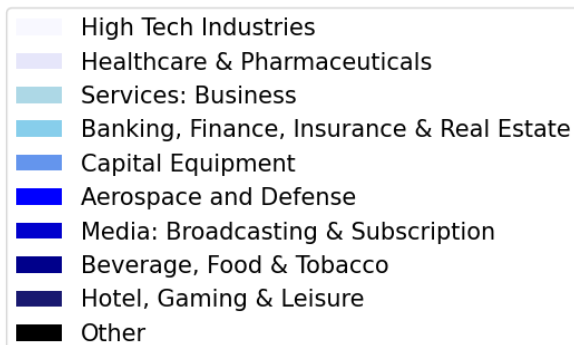 High Tech Industries
Healthcare & Pharmaceuticals
Services: Business
Banking, Finance, Insurance & Real Estate
Capital Equipment
Aerospace and Defense
Media: Broadcasting & Subscription
Beverage, Food & Tobacco
Hotel, Gaming & Leisure
Other